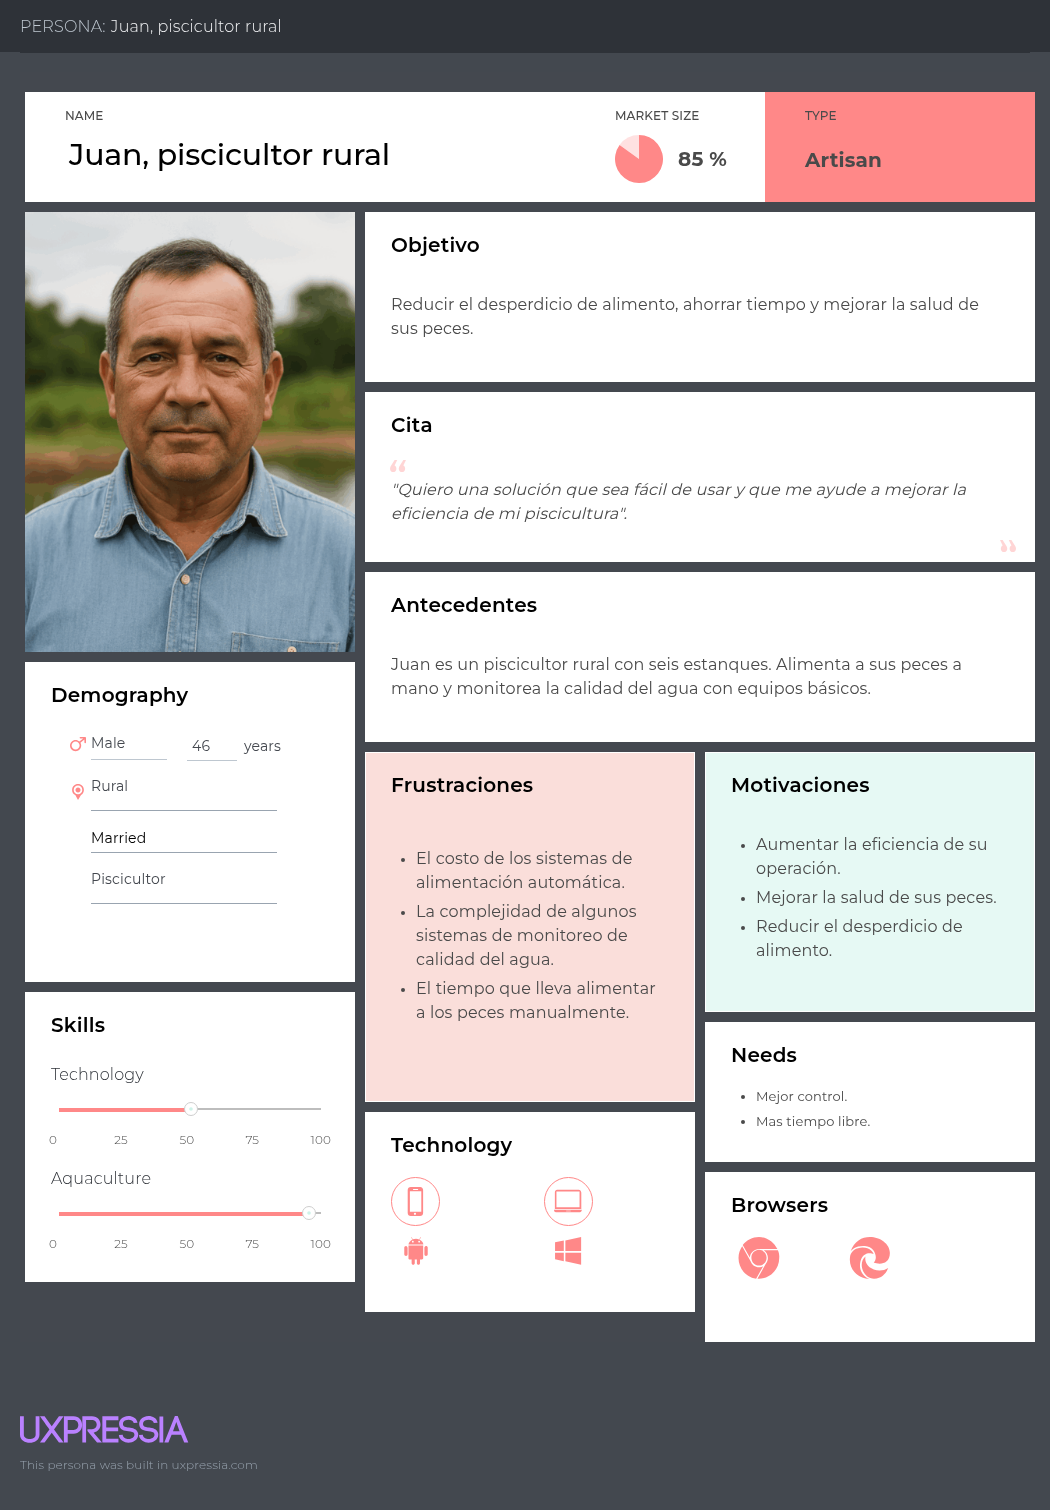 PERSONA: Juan, piscicultor rural
NAME
Juan, piscicultor rural
MARKET SIZE
85 %
TYPE
Artisan
Objetivo
Reducir el desperdicio de alimento, ahorrar tiempo y mejorar la salud de
sus peces.
Cita
“
"Quiero una solución que sea fácil de usar y que me ayude a mejorar la
eficiencia de mi piscicultura".
”
Antecedentes
Juan es un piscicultor rural con seis estanques. Alimenta a sus peces a
mano y monitorea la calidad del agua con equipos básicos.
Demography
Male 46 years
Rural
Married
Piscicultor
Skills
Technology
0 25 50 75 100
Aquaculture
0 25 50 75 100
Frustraciones
• El costo de los sistemas de
alimentación automática.
• La complejidad de algunos
sistemas de monitoreo de
calidad del agua.
• El tiempo que lleva alimentar
a los peces manualmente.
Motivaciones
• Aumentar la eficiencia de su
operación.
• Mejorar la salud de sus peces.
• Reducir el desperdicio de
alimento.
Needs
• Mejor control.
• Mas tiempo libre.
Technology
Browsers
UXPRESSIA
This persona was built in uxpressia.com